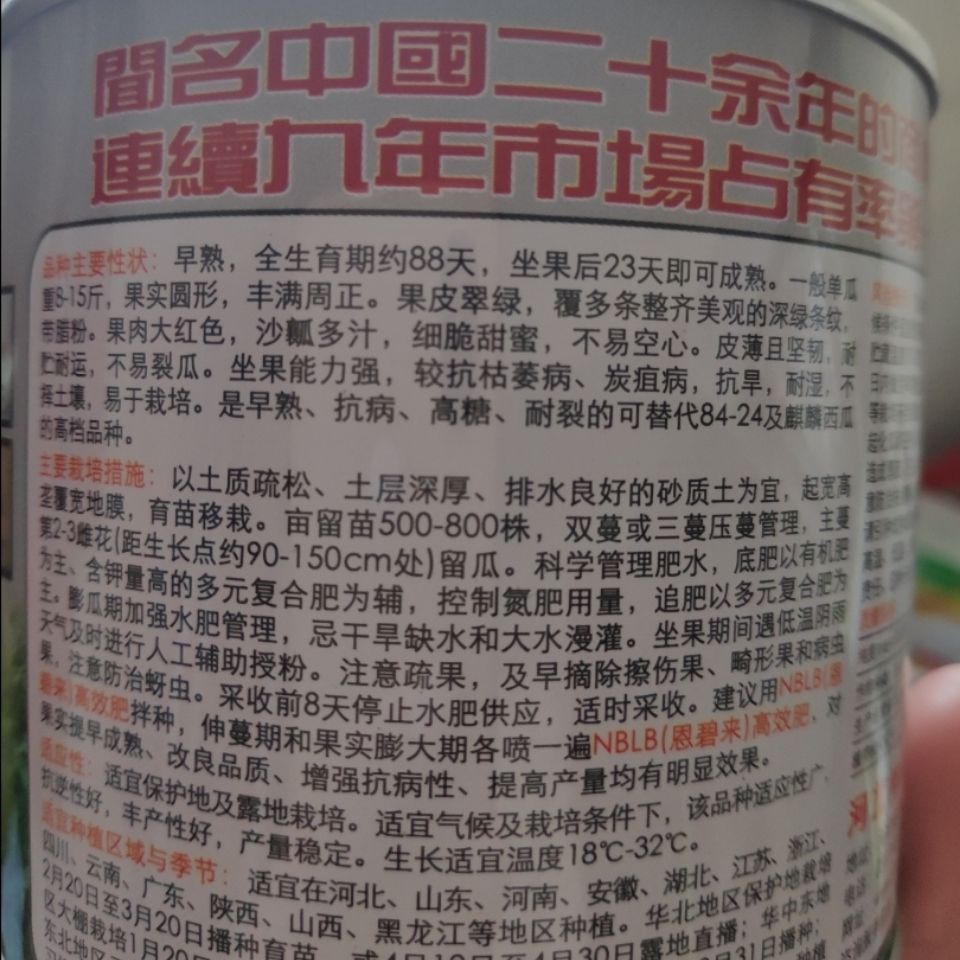 聞名中國二十余年的
連續九年市場占有率
品种主要性状：早熟，全生育期约88天，坐果后23天即可成熟。一般单瓜
重8-15斤，果实圆形，丰满周正。果皮翠绿，覆多条整齐美观的深绿条纹，
带腊粉。果肉大红色，沙瓤多汁，细脆甜蜜，不易空心。皮薄且坚韧，耐
贮耐运，不易裂瓜。坐果能力强，较抗枯萎病、炭疽病，抗旱，耐湿，不
择土壤，易于栽培。是早熟、抗病、高糖、耐裂的可替代84-24及麒麟西瓜
的高档品种。
主要栽培措施：以土质疏松、土层深厚、排水良好的砂质土为宜，起宽高
垄覆宽地膜，育苗移栽。亩留苗500-800株，双蔓或三蔓压蔓管理，主蔓
第2-3雌花(距生长点约90-150cm处)留瓜。科学管理肥水，底肥以有机肥
为主、含钾量高的多元复合肥为辅，控制氮肥用量，追肥以多元复合肥为
主。膨瓜期加强水肥管理，忌干旱缺水和大水漫灌。坐果期间遇低温阴雨
天气及时进行人工辅助授粉。注意疏果，及早摘除擦伤果、畸形果和病虫
果，注意防治蚜虫。采收前8天停止水肥供应，适时采收。建议用NBLB(恩
碧来)高效肥拌种，伸蔓期和果实膨大期各喷一遍NBLB(恩碧来)高效肥，对
果实提早成熟、改良品质、增强抗病性、提高产量均有明显效果。
适应性：适宜保护地及露地栽培。适宜气候及栽培条件下，该品种适应性广，
抗逆性好，丰产性好，产量稳定。生长适宜温度18℃-32℃。
适宜种植区域与季节：适宜在河北、山东、河南、安徽、湖北、江苏、浙江、
四川、云南、广东、陕西、山西、黑龙江等地区种植。华北地区保护地栽培
2月20日至3月20日播种育苗，或4月10日至4月30日露地直播；华中东地
区大棚栽培1月20日
东北地区
月31日播种；